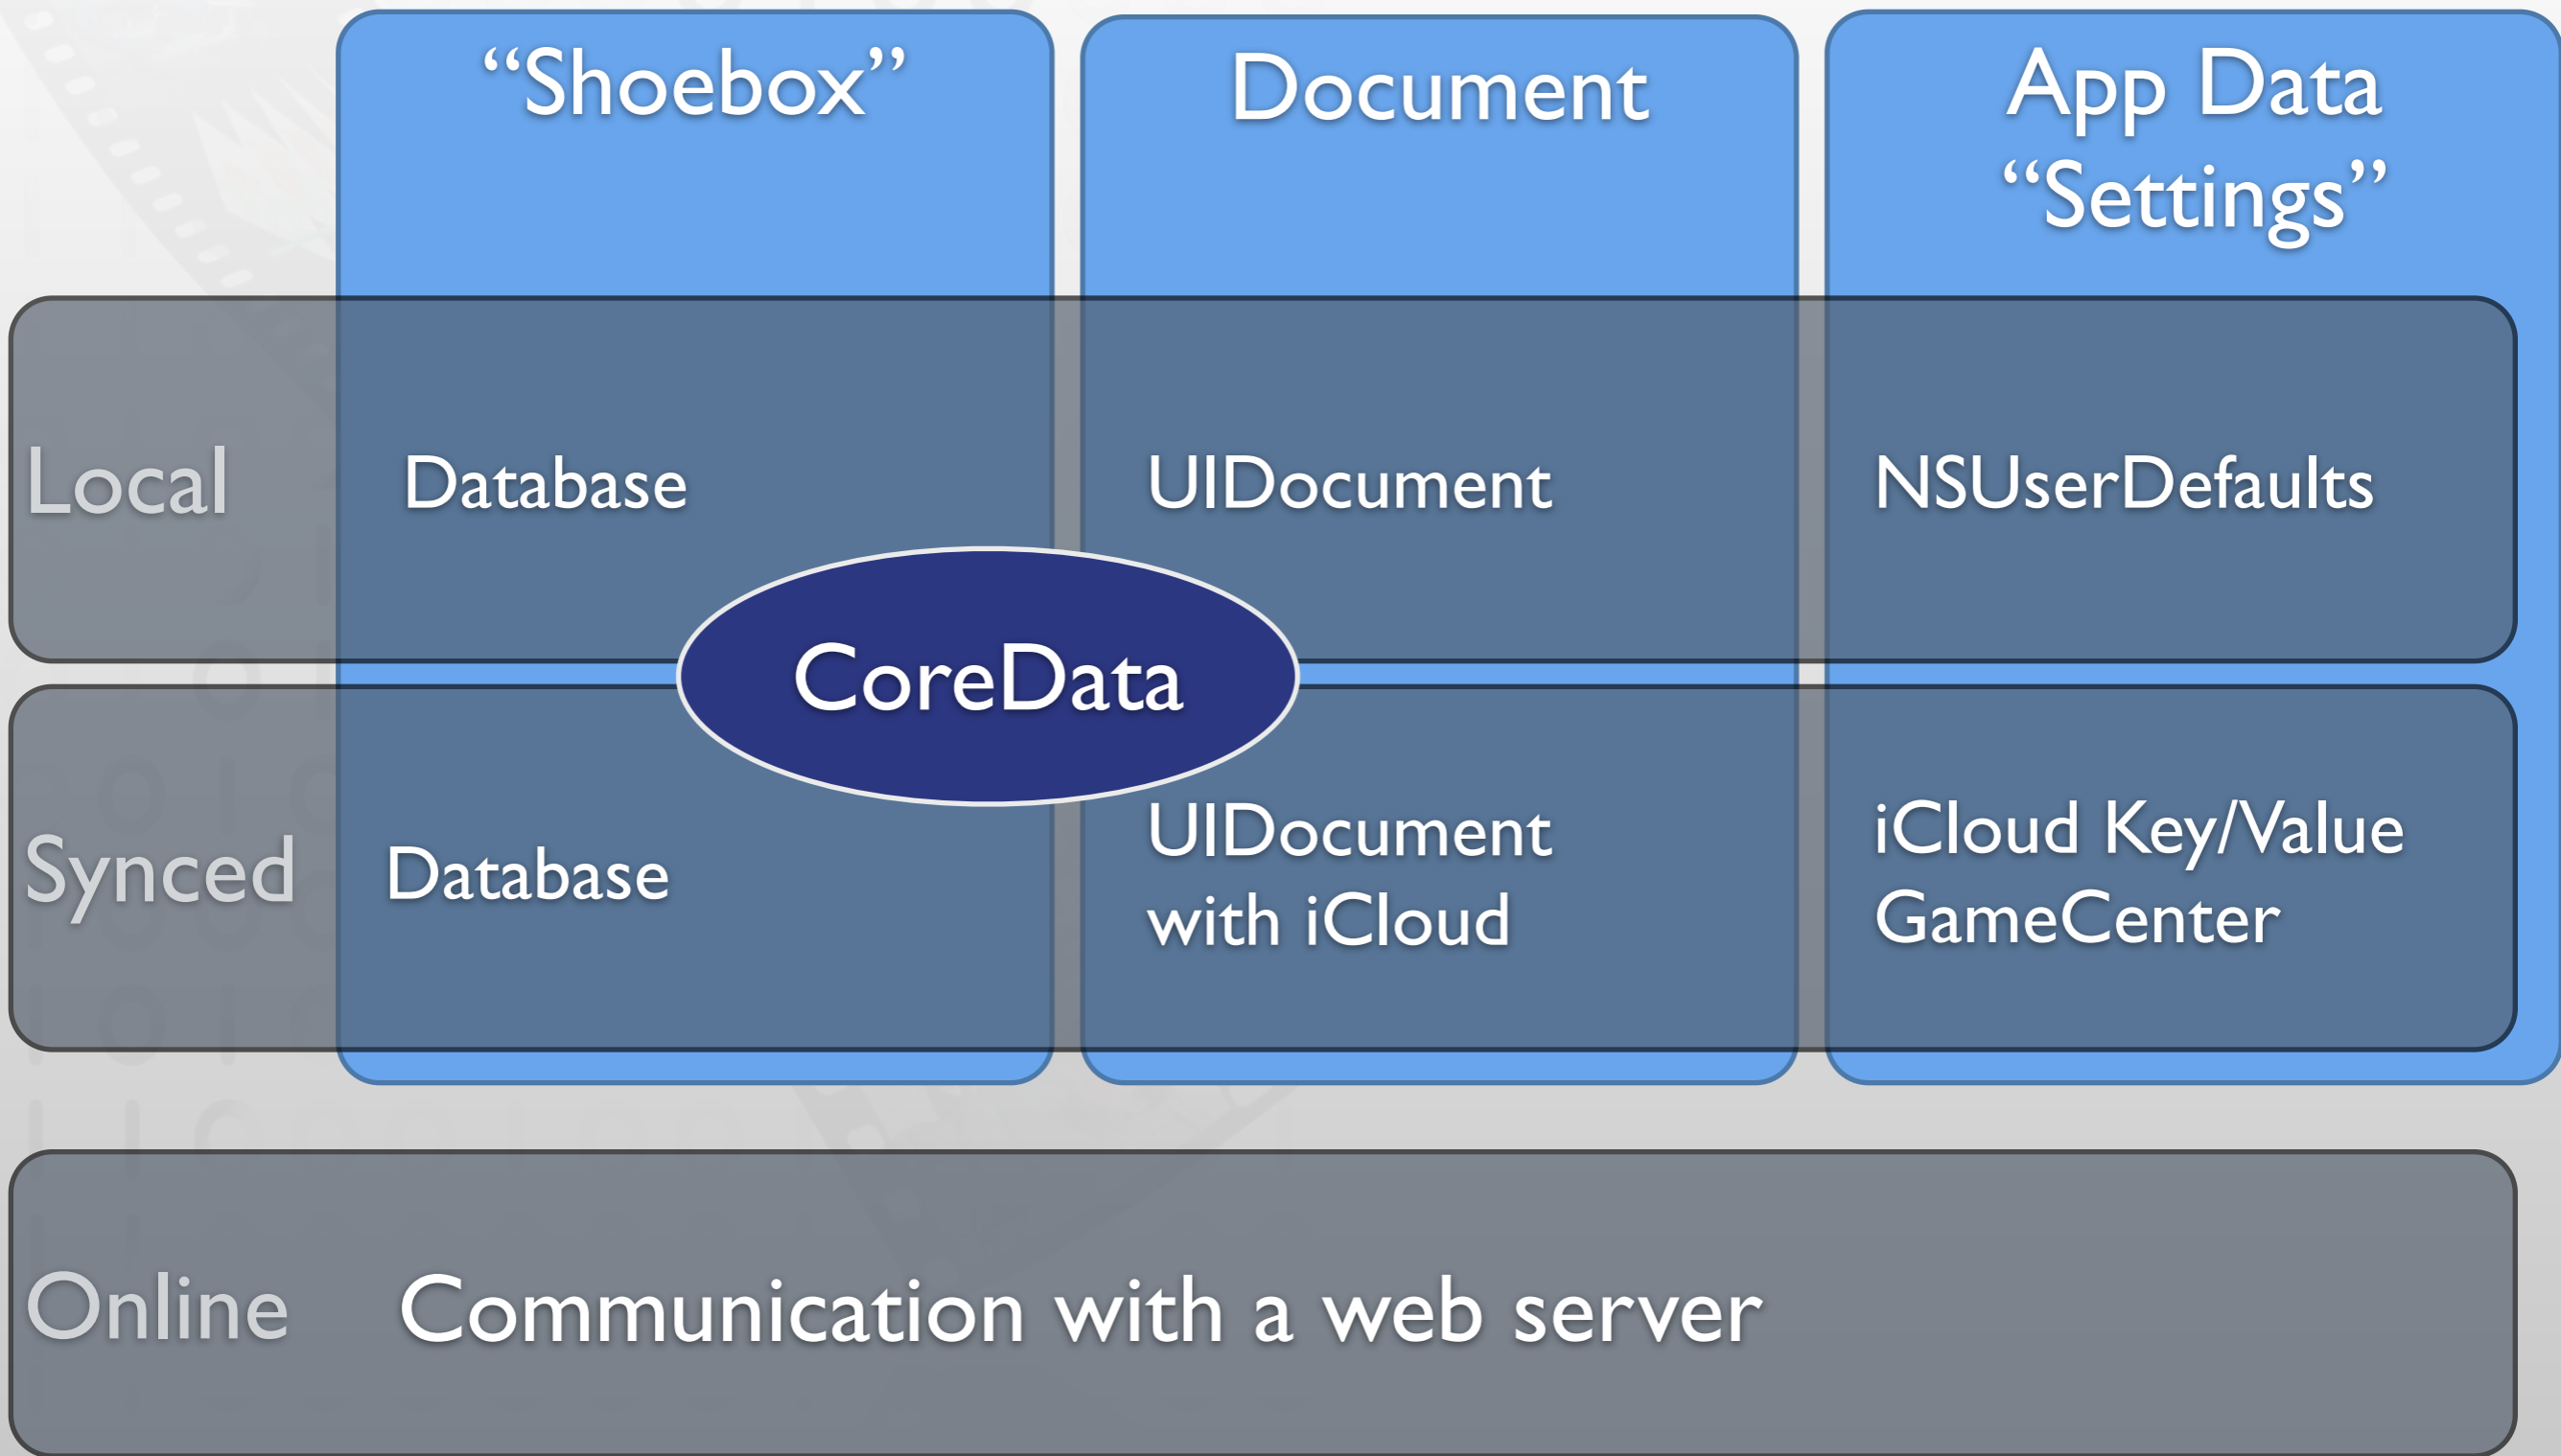 “Shoebox”
Document
App Data
“Settings”
Local
Database
UIDocument
NSUserDefaults
CoreData
Synced
Database
UIDocument
with iCloud
iCloud Key/Value
GameCenter
Online
Communication with a web server